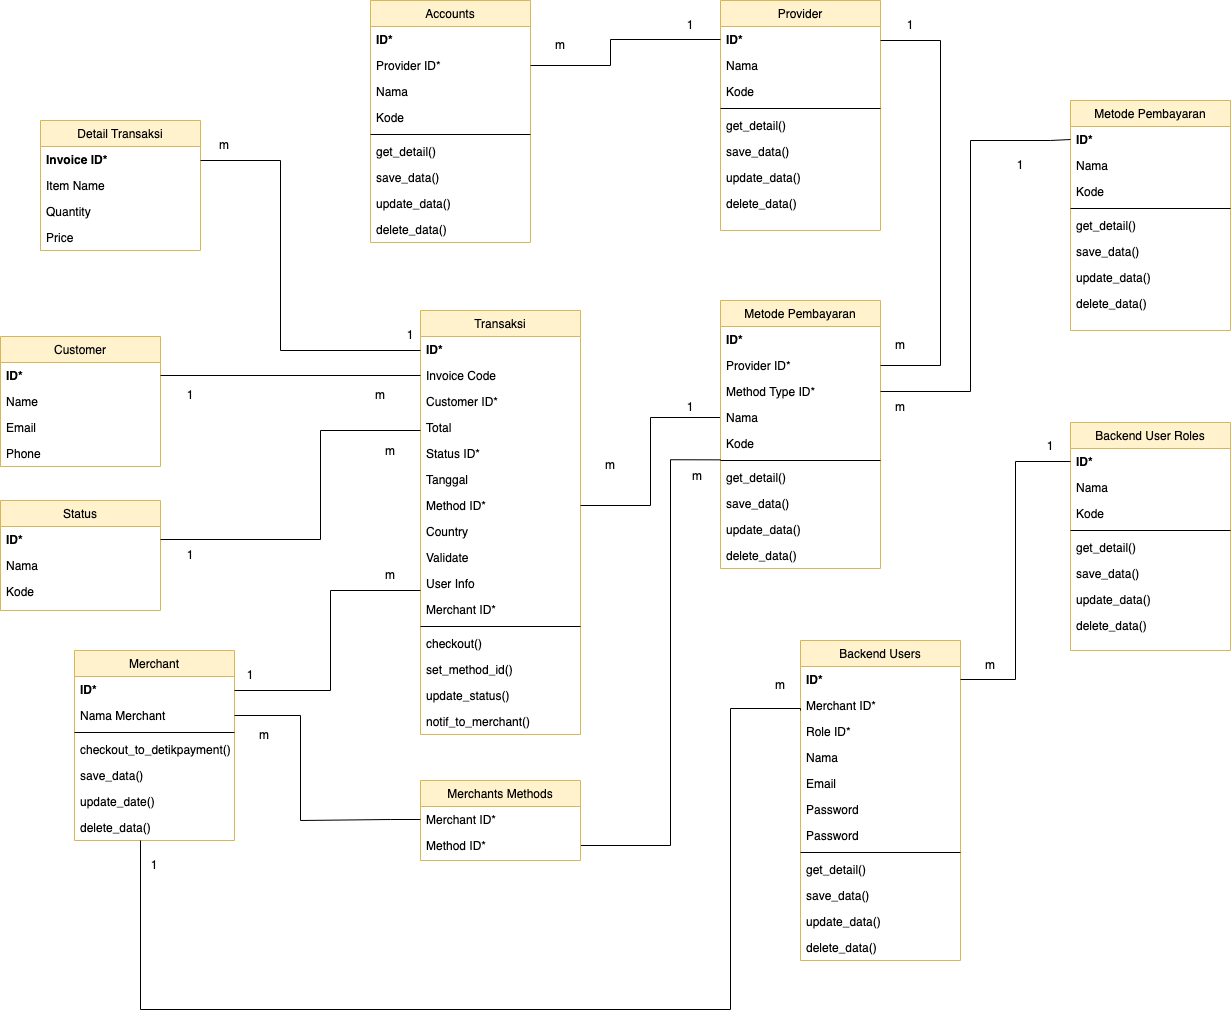 Accounts
ID*
Provider ID*
Nama
Kode
get_detail()
save_data()
update_data()
delete_data()
m
1
Provider
ID*
Nama
Kode
get_detail()
save_data()
update_data()
delete_data()
1
m
Metode Pembayaran
ID*
Nama
Kode
get_detail()
save_data()
update_data()
delete_data()
1
m
Detail Transaksi
Invoice ID*
Item Name
Quantity
Price
m
1
Customer
ID*
Name
Email
Phone
1
m
Status
ID*
Nama
Kode
1
m
Transaksi
ID*
Invoice Code
Customer ID*
Total
Status ID*
Tanggal
Method ID*
Country
Validate
User Info
Merchant ID*
checkout()
set_method_id()
update_status()
notif_to_merchant()
m
1
Metode Pembayaran
ID*
Provider ID*
Method Type ID*
Nama
Kode
get_detail()
save_data()
update_data()
delete_data()
m
Backend User Roles
ID*
Nama
Kode
get_detail()
save_data()
update_data()
delete_data()
1
m
Merchant
ID*
Nama Merchant
checkout_to_detikpayment()
save_data()
update_date()
delete_data()
1
m
m
1
Merchants Methods
Merchant ID*
Method ID*
Backend Users
ID*
Merchant ID*
Role ID*
Nama
Email
Password
Password
get_detail()
save_data()
update_data()
delete_data()
m